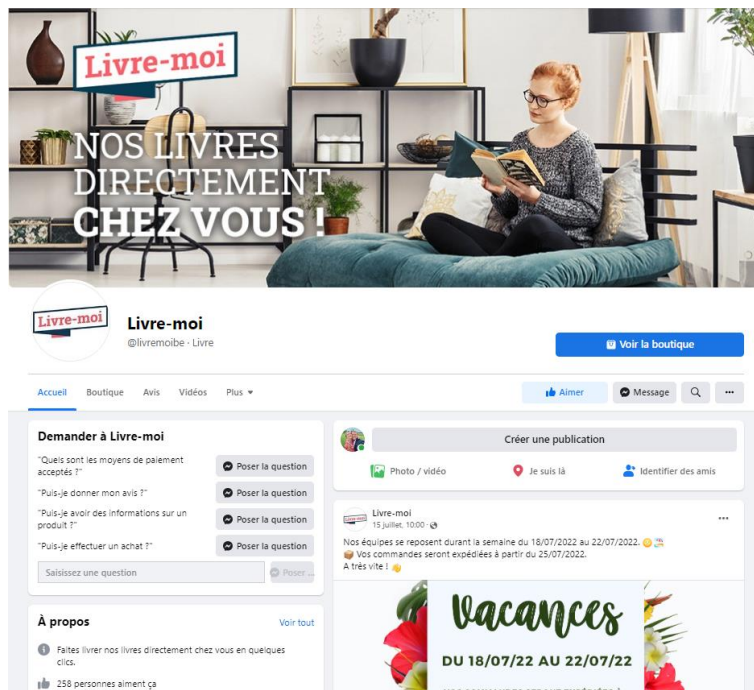 Livre-moi
NOS LIVRES
DIRECTEMENT
CHEZ VOUS !
Livre-moi
Livre-moi
@livremoibe · Livre
Voir la boutique
Accueil Boutique Avis Vidéos Plus
Aimer Message
Demander à Livre-moi
"Quels sont les moyens de paiement
acceptés ?"
Poser la question
"Puis-je donner mon avis ?"
Poser la question
"Puis-je avoir des informations sur un
produit ?"
Poser la question
"Puis-je effectuer un achat ?"
Poser la question
Saisissez une question
Poser ...
À propos
Voir tout
Faites livrer nos livres directement chez vous en quelques
clics.
258 personnes aiment ça
Créer une publication
Photo / vidéo Je suis là Identifier des amis
Livre-moi
15 juillet, 10:00 ·
Nos équipes se reposent durant la semaine du 18/07/2022 au 22/07/2022.
Vos commandes seront expédiées à partir du 25/07/2022.
A très vite !
Vacances
DU 18/07/22 AU 22/07/22